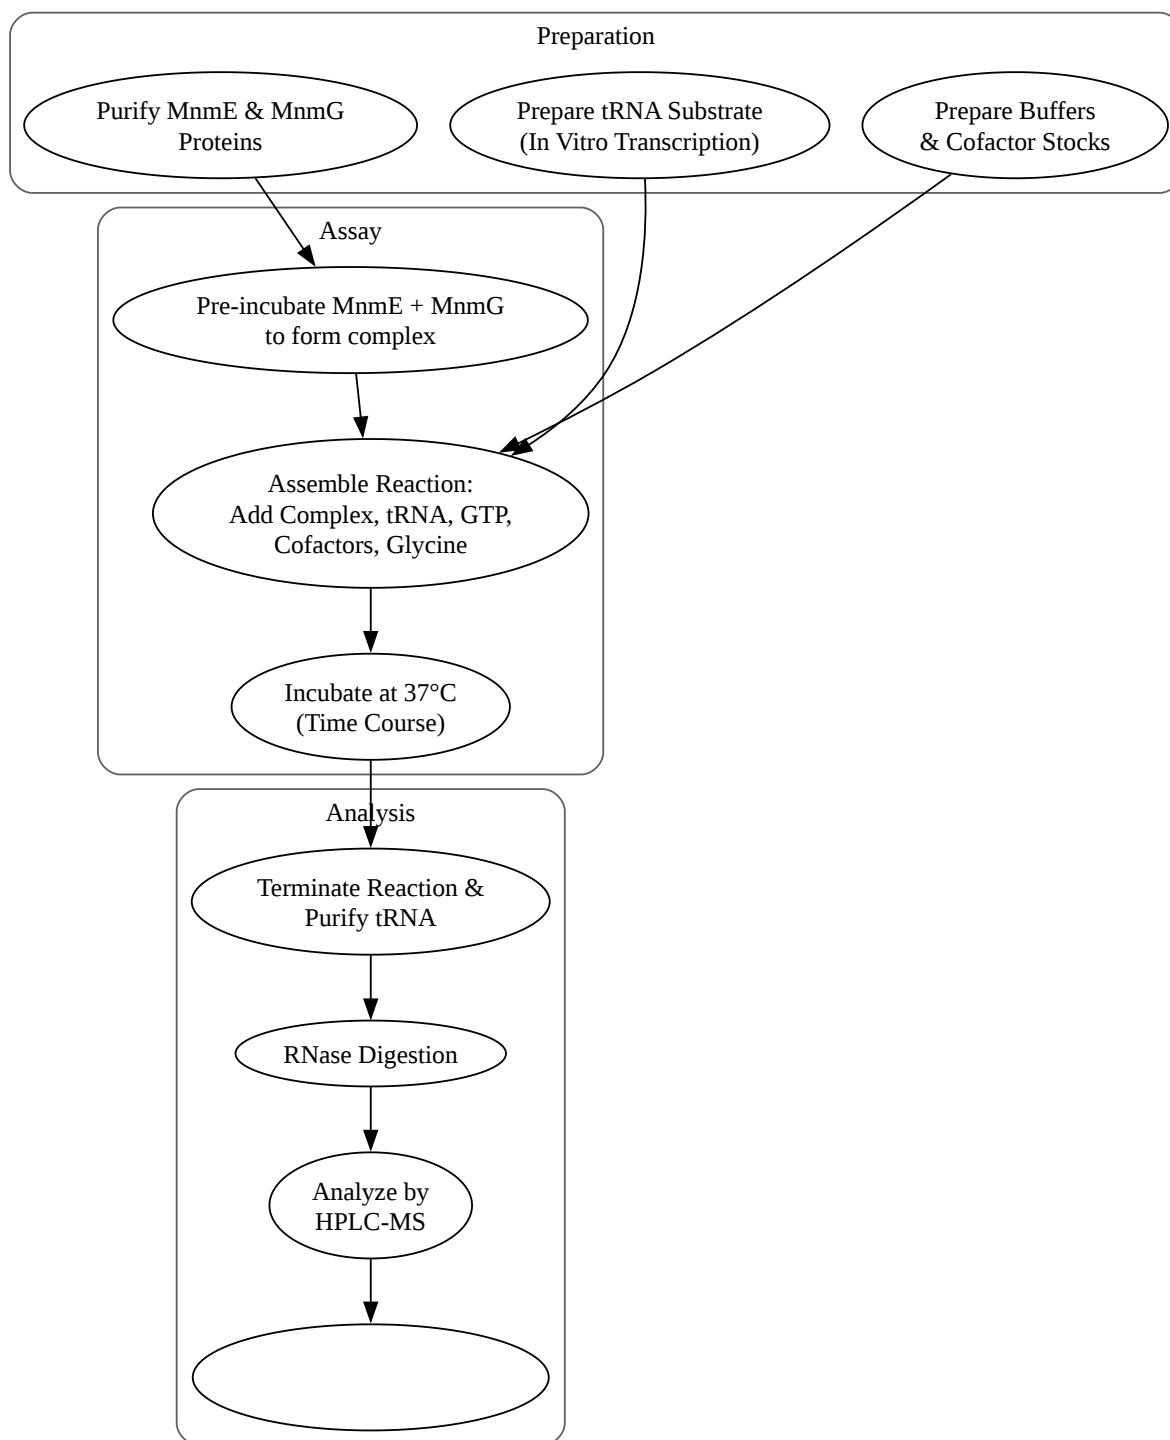 Preparation
Purify MnmE & MnmG
Proteins
Prepare tRNA Substrate
(In Vitro Transcription)
Prepare Buffers
& Cofactor Stocks
Assay
Pre-incubate MnmE + MnmG
to form complex
Assemble Reaction:
Add Complex, tRNA, GTP,
Cofactors, Glycine
Incubate at 37°C
(Time Course)
Analysis
Terminate Reaction &
Purify tRNA
RNase Digestion
Analyze by
HPLC-MS